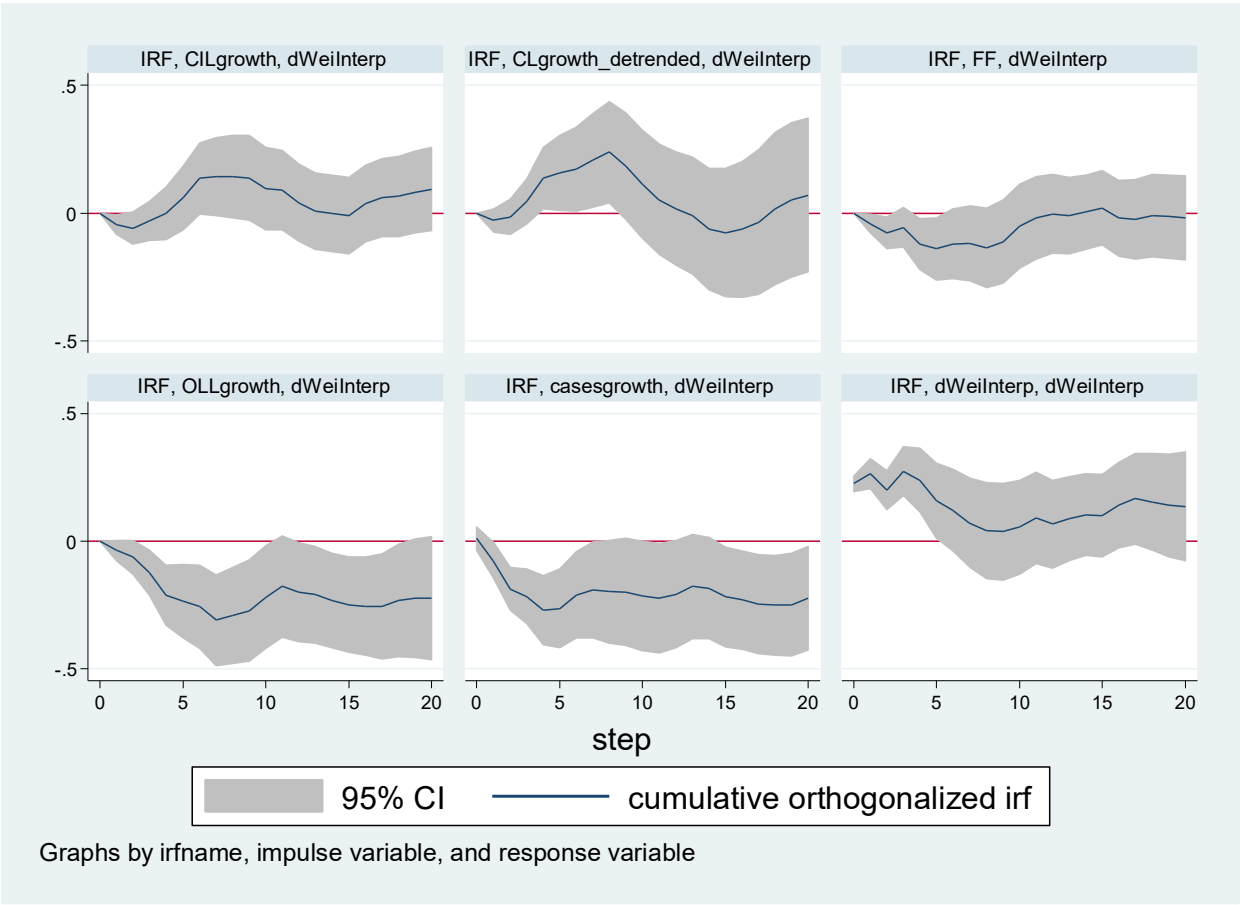 IRF, CILgrowth, dWeiInterp
IRF, CLgrowth_detrended, dWeiInterp
IRF, FF, dWeiInterp
.5
0
-.5
IRF, OLLgrowth, dWeiInterp
IRF, casesgrowth, dWeiInterp
IRF, dWeiInterp, dWeiInterp
.5
0
-.5
0 5 10 15 20
0 5 10 15 20
0 5 10 15 20
step
95% CI
cumulative orthogonalized irf
Graphs by irfname, impulse variable, and response variable